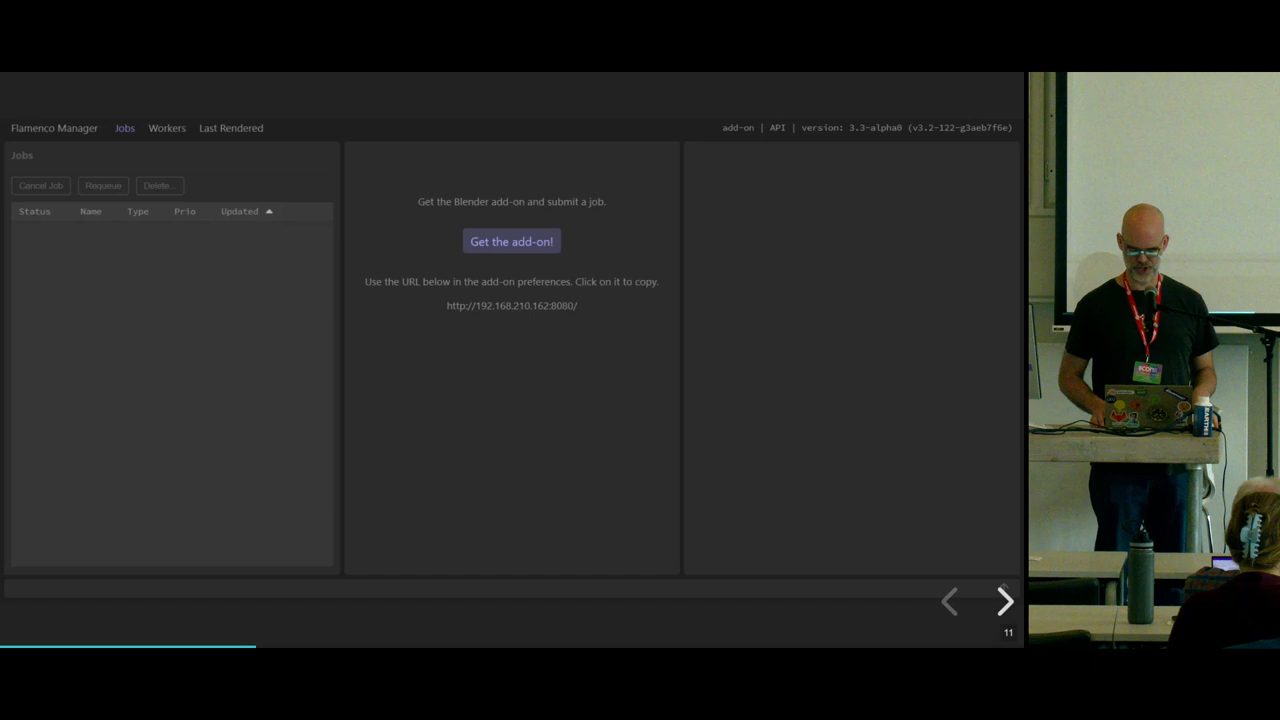 Flamenco Manager Jobs Workers Last Rendered
add-on | API | version: 3.3-alpha0 (v3.2-122-g3aeb7f6e)
Jobs
Cancel Job Requeue Delete...
Status Name Type Prio Updated
Get the Blender add-on and submit a job.
Get the add-on!
Use the URL below in the add-on preferences. Click on it to copy.
http://192.168.210.162:8080/
11